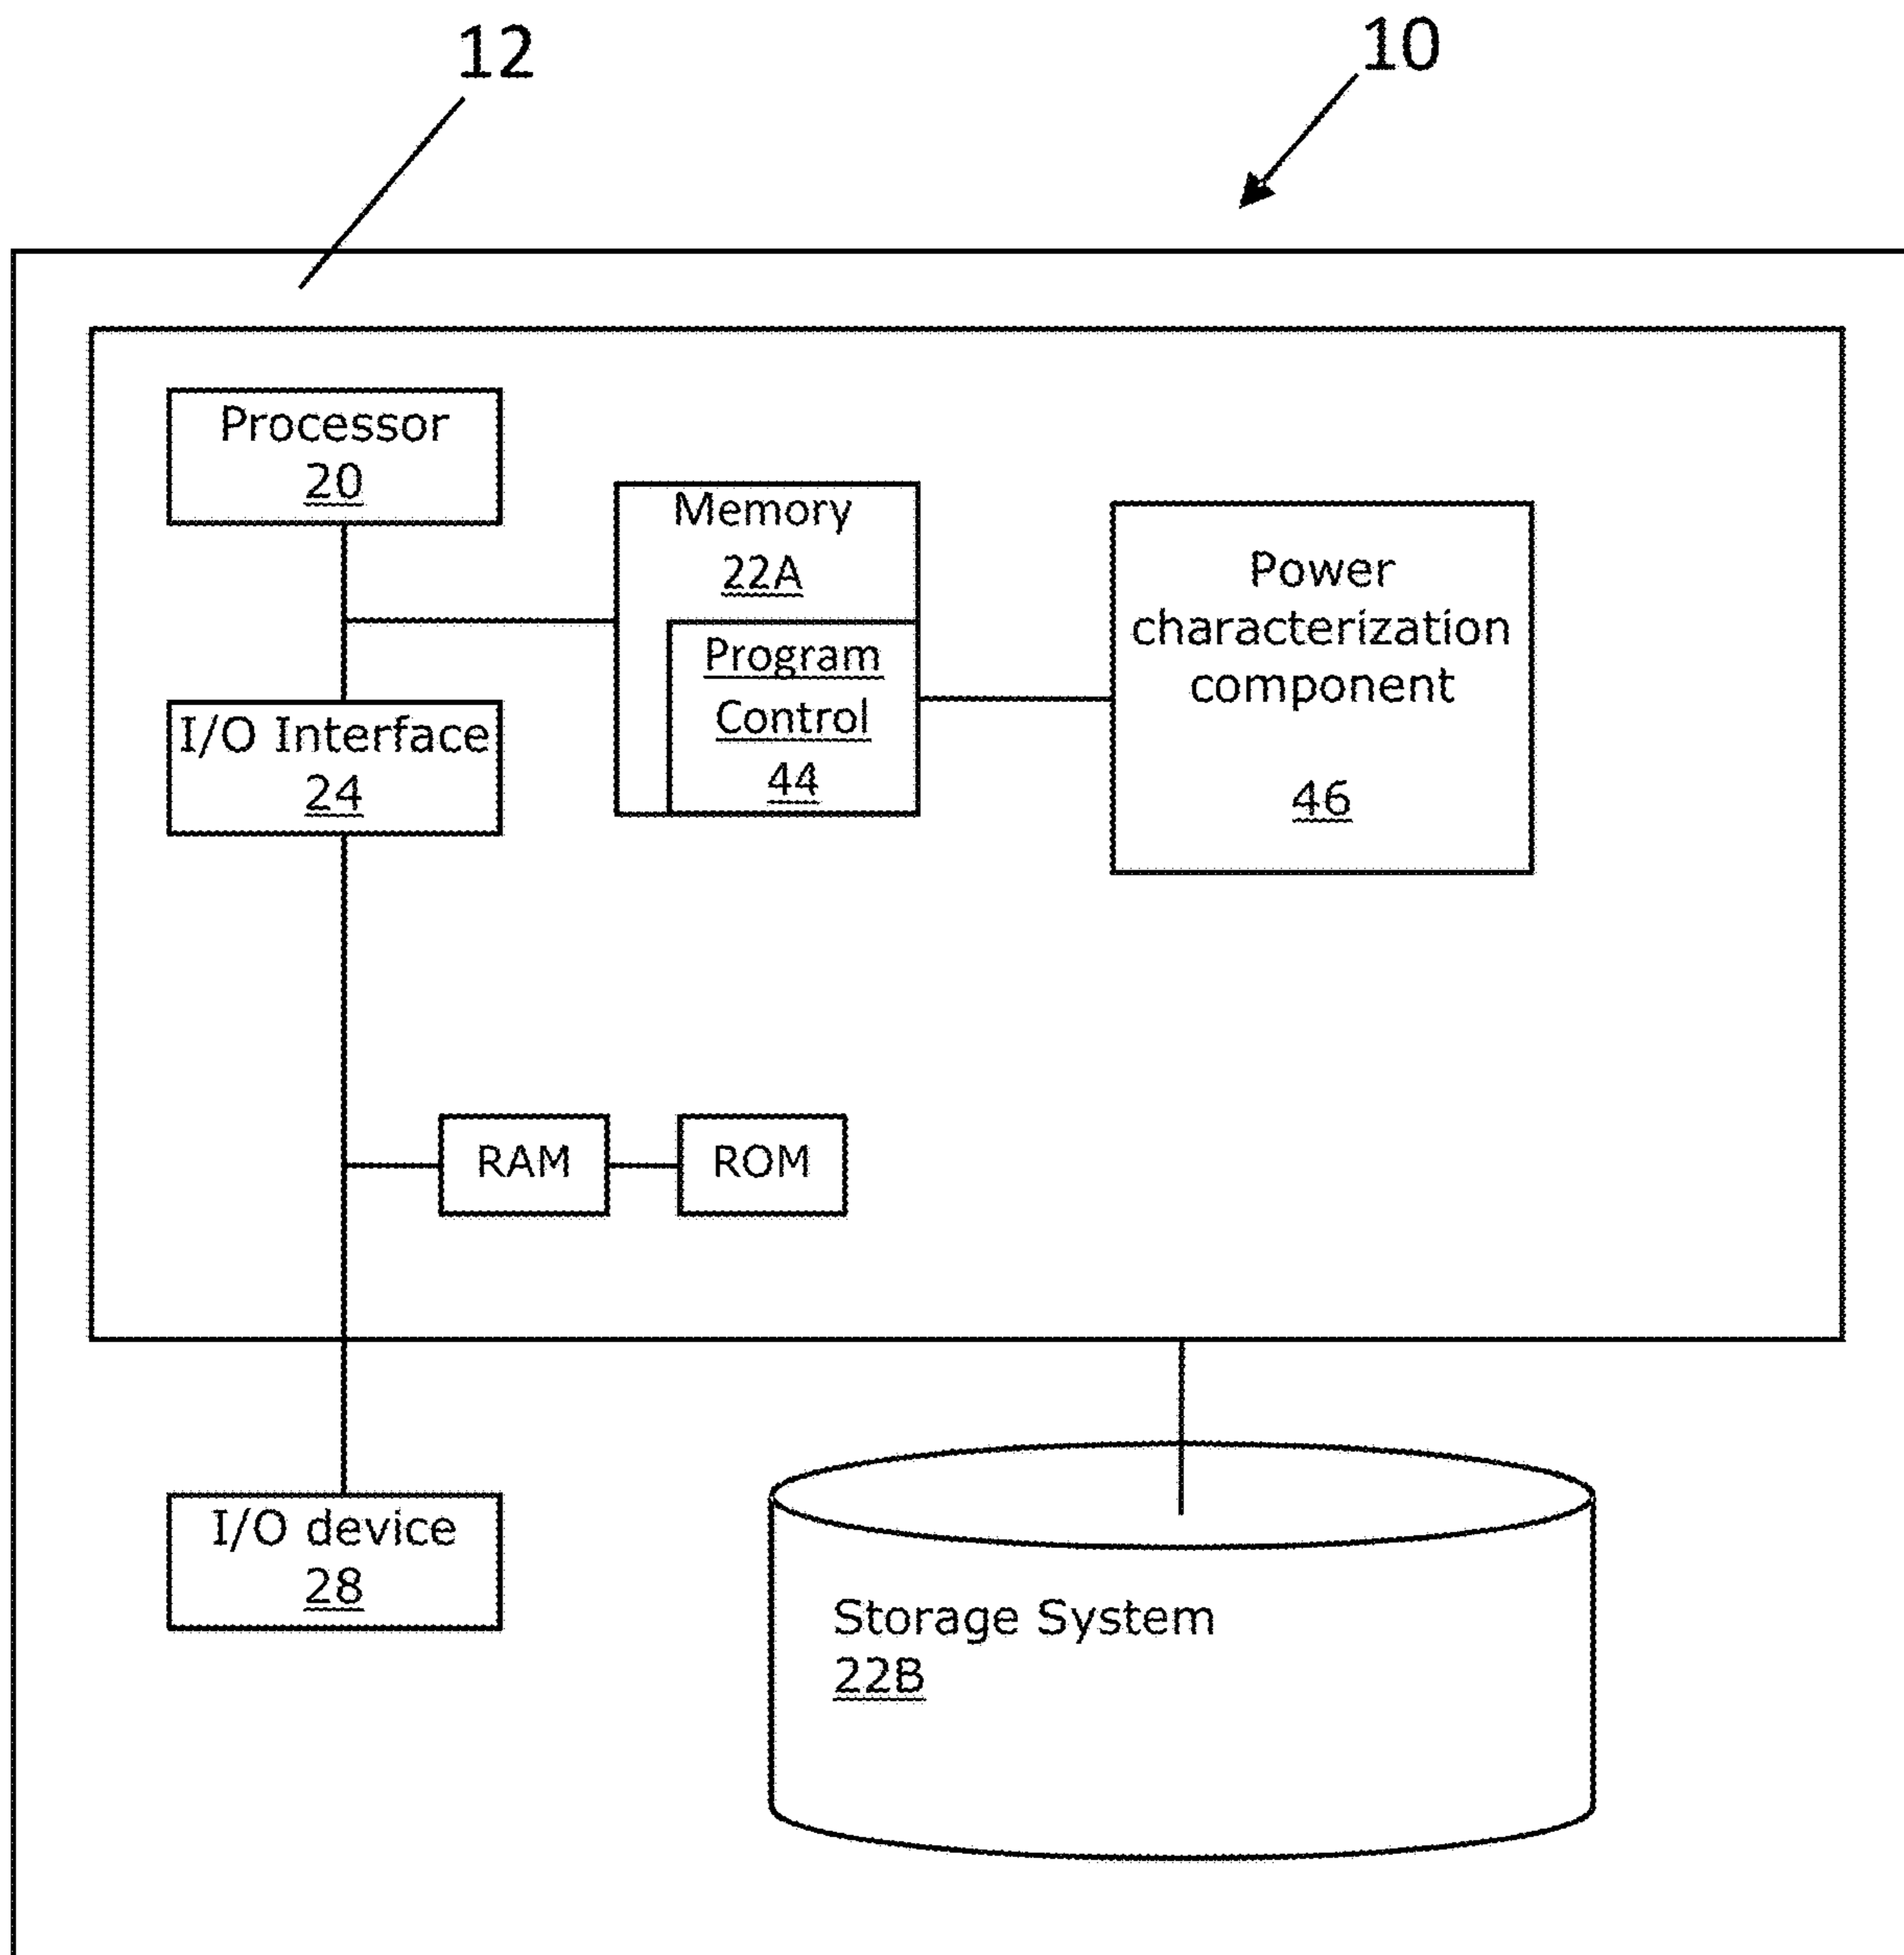 12
10
Processor
20
Memory
22A
Program
Control
44
Power
characterization
component
46
I/O Interface
24
RAM
ROM
I/O device
28
Storage System
22B